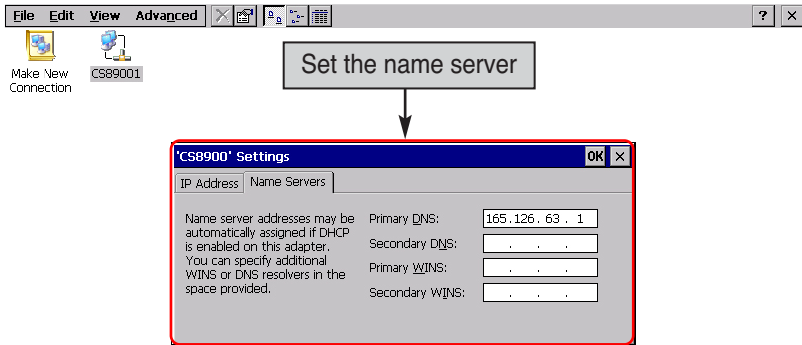 File Edit View Advanced ? ×
Make New
Connection
CS89001
Set the name server
'CS8900' Settings OK ×
IP Address Name Servers
Name server addresses may be
automatically assigned if DHCP
is enabled on this adapter.
You can specify additional
WINS or DNS resolvers in the
space provided.
Primary DNS: 165.126. 63 . 1
Secondary DNS: . . .
Primary WINS: . . .
Secondary WINS: . . .